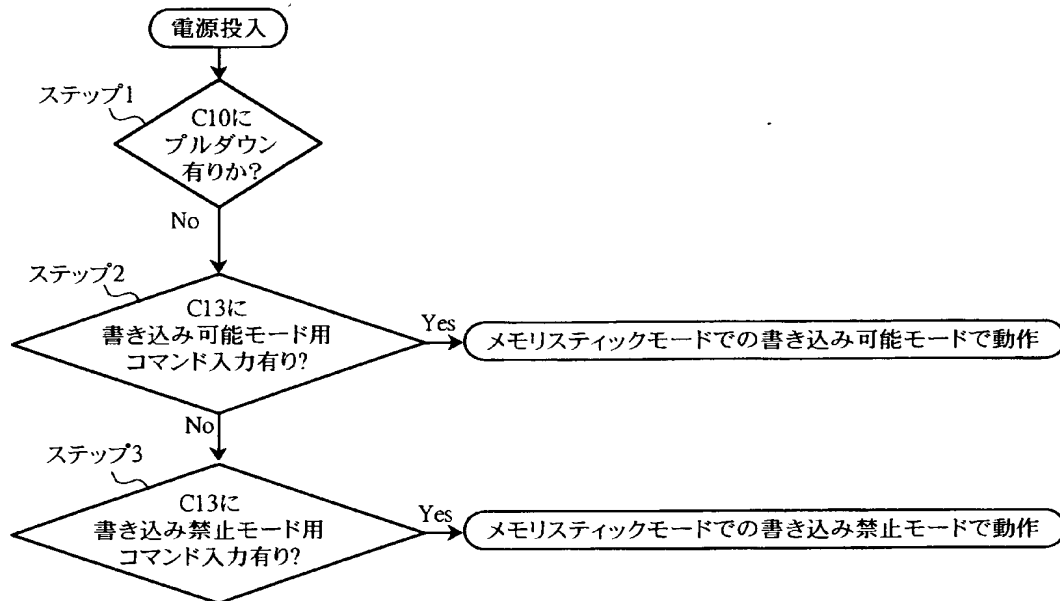 電源投入
ステップ1
C10に
プルダウン
有りか?
No
ステップ2
C13に
書き込み可能モード用
コマンド入力有り?
Yes
メモリスティックモードでの書き込み可能モードで動作
No
ステップ3
C13に
書き込み禁止モード用
コマンド入力有り?
Yes
メモリスティックモードでの書き込み禁止モードで動作